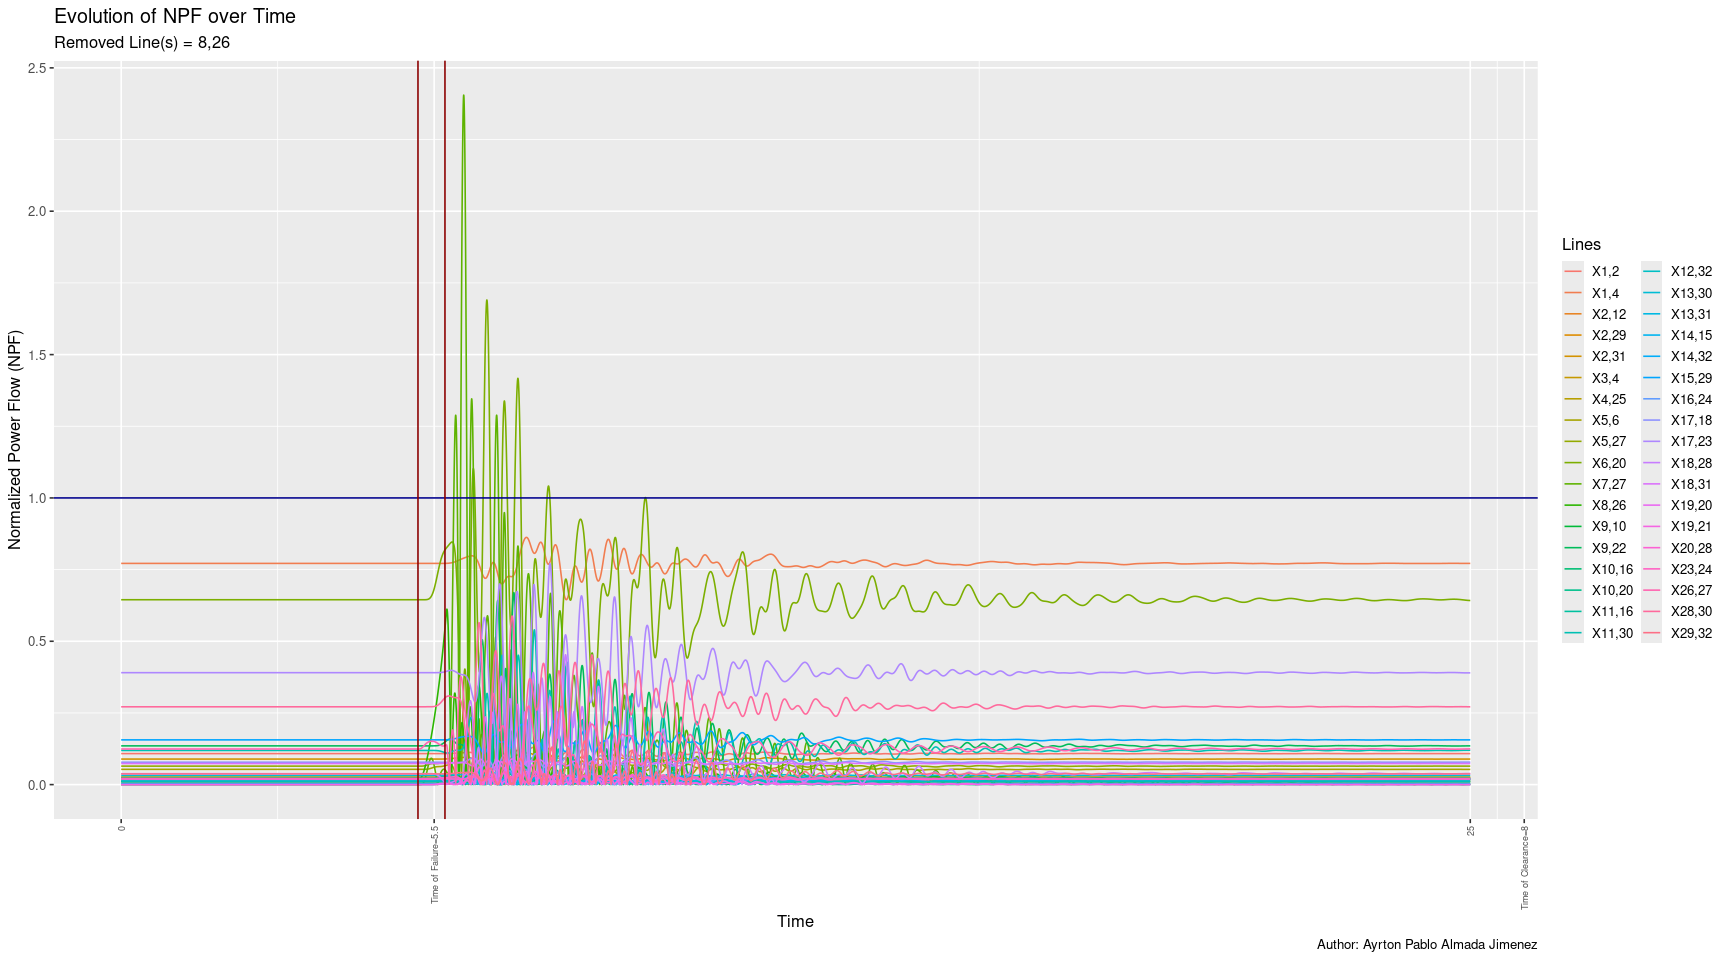 Evolution of NPF over Time
Removed Line(s) = 8,26
Normalized Power Flow (NPF)
2.5
2.0
1.5
1.0
0.5
0.0
0
Time of Failure=5.5
25
Time of Clearance=8
Time
Lines
X1,2
X1,4
X2,12
X2,29
X2,31
X3,4
X4,25
X5,6
X5,27
X6,20
X7,27
X8,26
X9,10
X9,22
X10,16
X10,20
X11,16
X11,30
X12,32
X13,30
X13,31
X14,15
X14,32
X15,29
X16,24
X17,18
X17,23
X18,28
X18,31
X19,20
X19,21
X20,28
X23,24
X26,27
X28,30
X29,32
Author: Ayrton Pablo Almada Jimenez